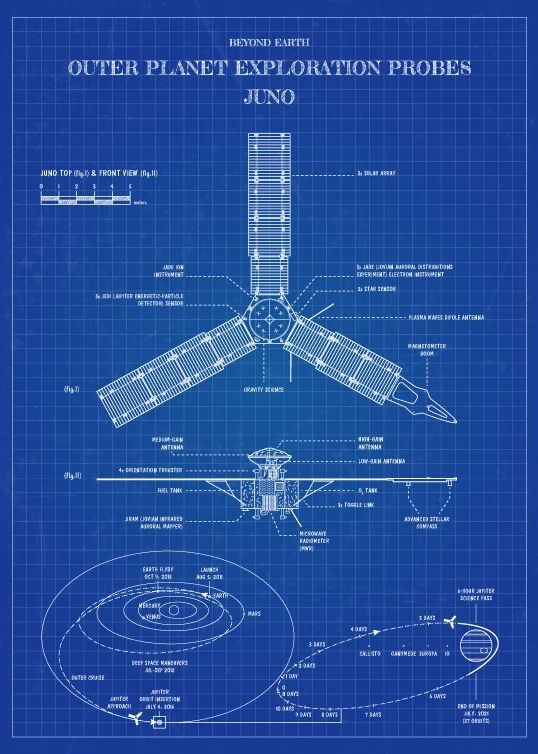 BEYOND EARTH
OUTER PLANET EXPLORATION PROBES
JUNO
JUNO TOP (fig.I) & FRONT VIEW (fig.II)
0 1 2 3 4 5
meters
3x SOLAR ARRAY
JADE ION
INSTRUMENT
3x JADE (JOVIAN AURORAL DISTRIBUTIONS
EXPERIMENT) ELECTRON INSTRUMENT
3x JEDI (JUPITER ENERGETIC-PARTICLE
DETECTOR) SENSOR
2x STAR SENSOR
PLASMA WAVES DIPOLE ANTENNA
MAGNETOMETER
BOOM
(fig.I)
GRAVITY SCIENCE
MEDIUM-GAIN
ANTENNA
HIGH-GAIN
ANTENNA
LOW-GAIN ANTENNA
4x ORIENTATION THRUSTER
(fig.II)
FUEL TANK
O₂ TANK
9x TOGGLE LINK
JIRAM (JOVIAN INFRARED
AURORAL MAPPER)
ADVANCED STELLAR
COMPASS
MICROWAVE
RADIOMETER
(MWR)
EARTH FLYBY
OCT 9, 2013
LAUNCH
AUG 5, 2011
EARTH
MERCURY
VENUS
MARS
DEEP SPACE MANEUVERS
JUL-SEP 2012
OUTER CRUISE
JUPITER
APPROACH
JUPITER
ORBIT INSERTION
JULY 4, 2016
6-HOUR JUPITER
SCIENCE PASS
5 DAYS
4 DAYS
3 DAYS
CALLISTO GANYMEDE EUROPA IO
2 DAYS
1 DAY
0
11 DAYS
10 DAYS
9 DAYS
8 DAYS
7 DAYS
6 DAYS
END OF MISSION
JULY, 2021
(37 ORBITS)